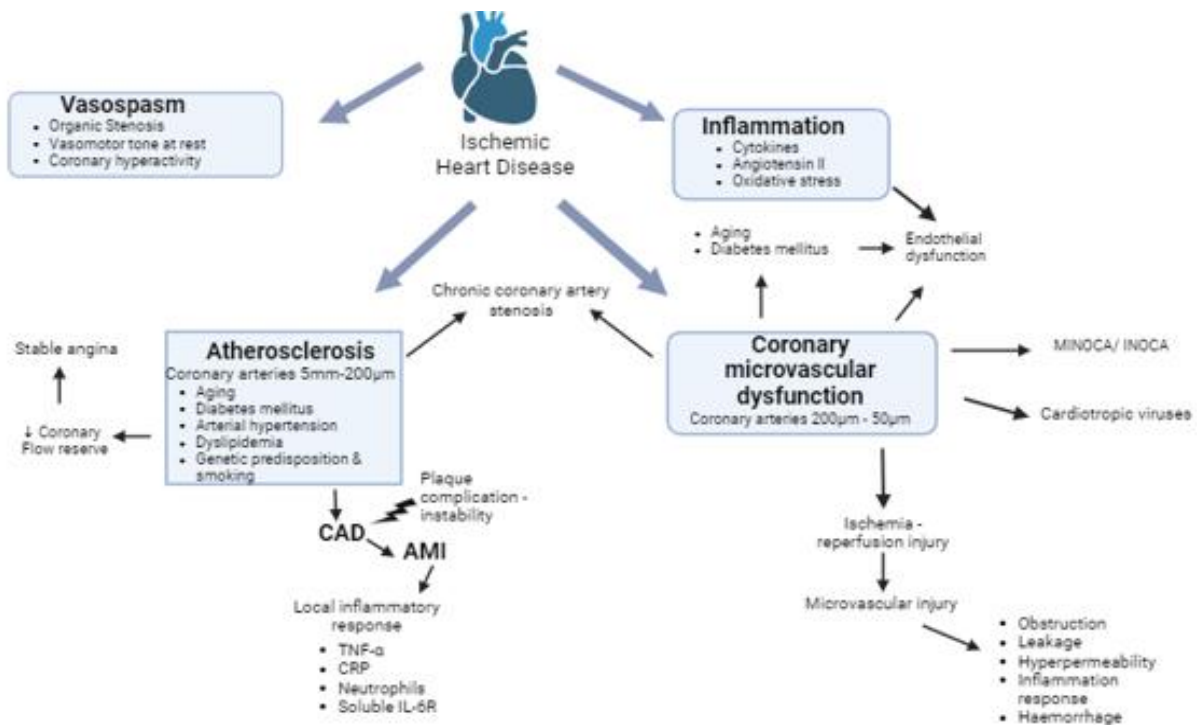 Ischemic
Heart Disease
Vasospasm
• Organic Stenosis
• Vasomotor tone at rest
• Coronary hyperactivity
Inflammation
• Cytokines
• Angiotensin II
• Oxidative stress
• Aging
• Diabetes mellitus
Endothelial
dysfunction
Chronic coronary artery
stenosis
Stable angina
↓ Coronary
Flow reserve
Atherosclerosis
Coronary arteries 5mm-200μm
• Aging
• Diabetes mellitus
• Arterial hypertension
• Dyslipidemia
• Genetic predisposition &
smoking
Coronary
microvascular
dysfunction
Coronary arteries 200μm - 50μm
MINOCA/ INOCA
Cardiotropic viruses
Plaque
complication -
instability
CAD
AMI
Local inflammatory
response
• TNF-α
• CRP
• Neutrophils
• Soluble IL-6R
Ischemia -
reperfusion injury
Microvascular injury
• Obstruction
• Leakage
• Hyperpermeability
• Inflammation
response
• Haemorrhage